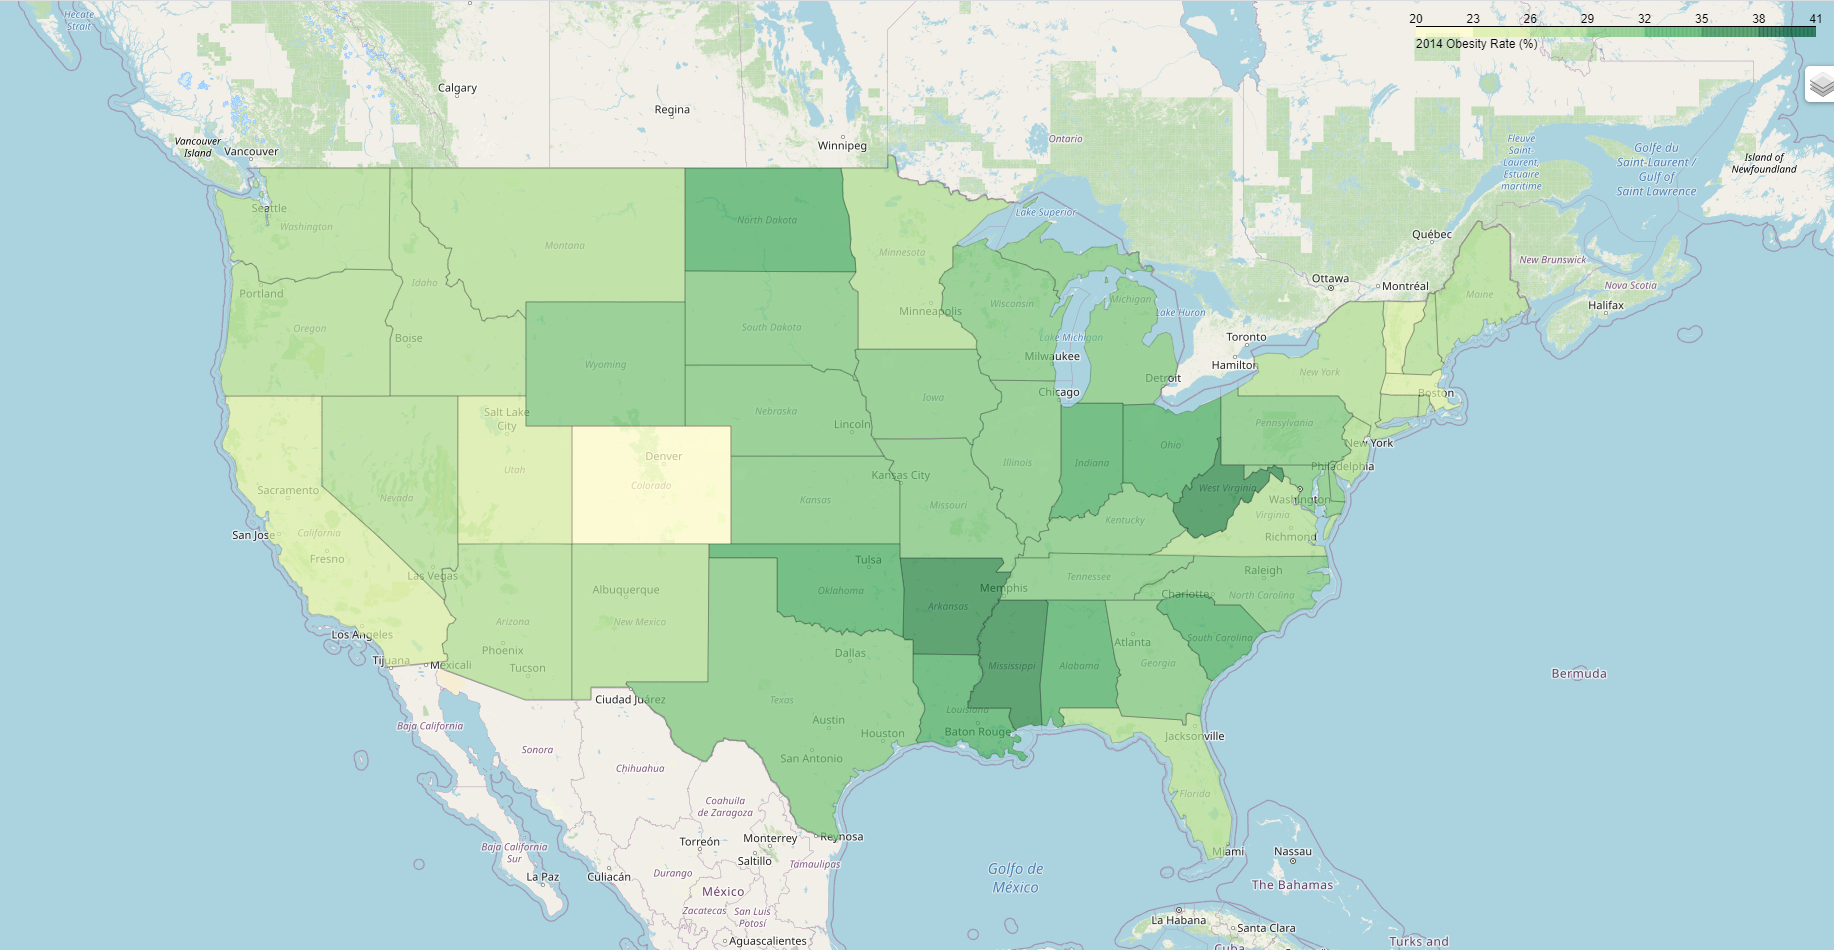 Hécate
Strait
20 23 26 29 32 35 38 41
2014 Obesity Rate (%)
Calgary
Regina
Winnipeg
Ontario
Vancouver
Island
Vancouver
Fleuve
Saint-
Laurent,
Estuaire
maritime
Golfe du
Saint-Laurent /
Gulf of
Saint Lawrence
Island of
Newfoundland
Seattle
Washington
Montana
North Dakota
Minnesota
Lake Superior
Québec
New Brunswick
Ottawa
Montréal
Nova Scotia
Halifax
Maine
Portland
Idaho
Oregon
Boise
South Dakota
Minneapolis
Wisconsin
Michigan
Lake Huron
Lake Michigan
Toronto
Milwaukee
Hamilton
Wyoming
New York
Detroit
Chicago
Boston
Iowa
Nebraska
Lincoln
Salt Lake
City
Pennsylvania
New York
Ohio
Denver
Utah
Colorado
Indiana
Illinois
Philadelphia
Kansas City
Sacramento
Nevada
Kansas
Missouri
West Virginia
Washington
Virginia
Kentucky
San Jose
California
Richmond
Fresno
Tulsa
Las Vegas
Albuquerque
Oklahoma
Memphis
Tennessee
Raleigh
Charlotte
North Carolina
Arkansas
Arizona
New Mexico
Los Angeles
South Carolina
Atlanta
Phoenix
Dallas
Tijuana
Mexicali
Tucson
Mississippi
Alabama
Georgia
Bermuda
Ciudad Juárez
Texas
Louisiana
Austin
Baja California
Houston
Baton Rouge
Jacksonville
Sonora
San Antonio
Chihuahua
Florida
Coahuila
de Zaragoza
Reynosa
Torreón
Monterrey
Baja California
Sur
Saltillo
Tamaulipas
Miami
Nassau
La Paz
Culiacán
Durango
Golfo de
México
The Bahamas
México
Zacatecas
San Luis
Potosí
La Habana
Santa Clara
Aguascalientes
Cuba
Turks and